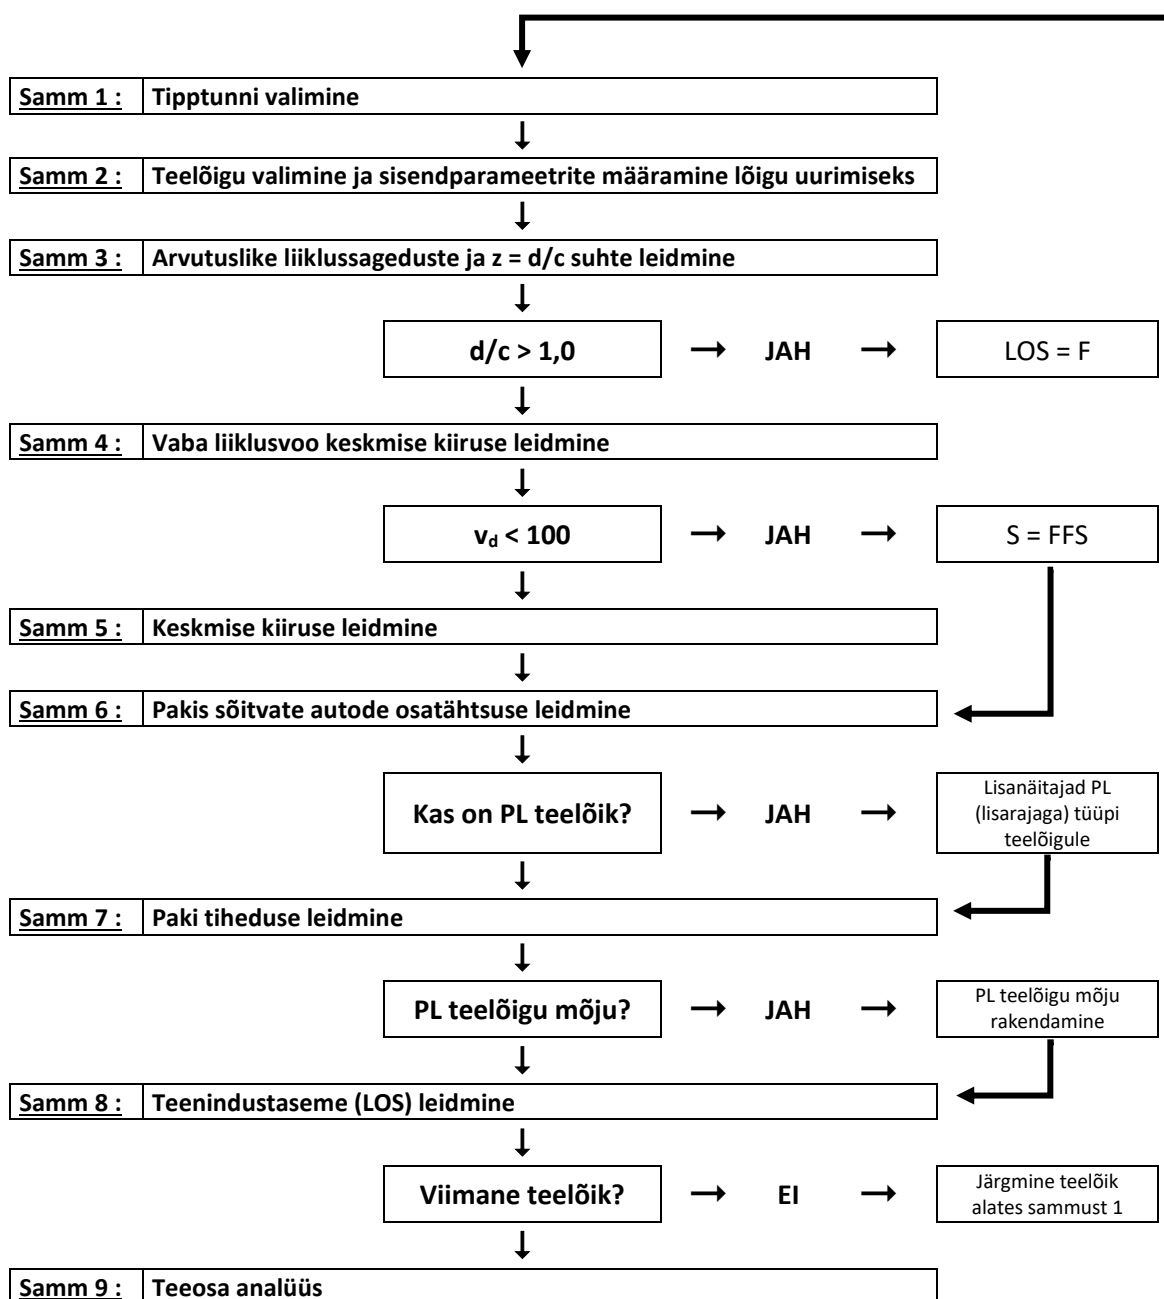 Samm 1 : Tipptunni valimine
Samm 2 : Teelõigu valimine ja sisendparameetrite määramine lõigu uurimiseks
Samm 3 : Arvutuslike liiklussageduste ja z = d/c suhte leidmine
d/c > 1,0 → JAH → LOS = F
Samm 4 : Vaba liiklusvoo keskmise kiiruse leidmine
v_d < 100 → JAH → S = FFS
Samm 5 : Keskmise kiiruse leidmine
Samm 6 : Pakis sõitvate autode osatähtsuse leidmine
Kas on PL teelõik? → JAH →
Lisanäitajad PL
(lisarajaga) tüüpi
teelõigule
Samm 7 : Paki tiheduse leidmine
PL teelõigu mõju? → JAH →
PL teelõigu mõju
rakendamine
Samm 8 : Teenindustaseme (LOS) leidmine
Viimane teelõik? → EI →
Järgmine teelõik
alates sammust 1
Samm 9 : Teeosa analüüs